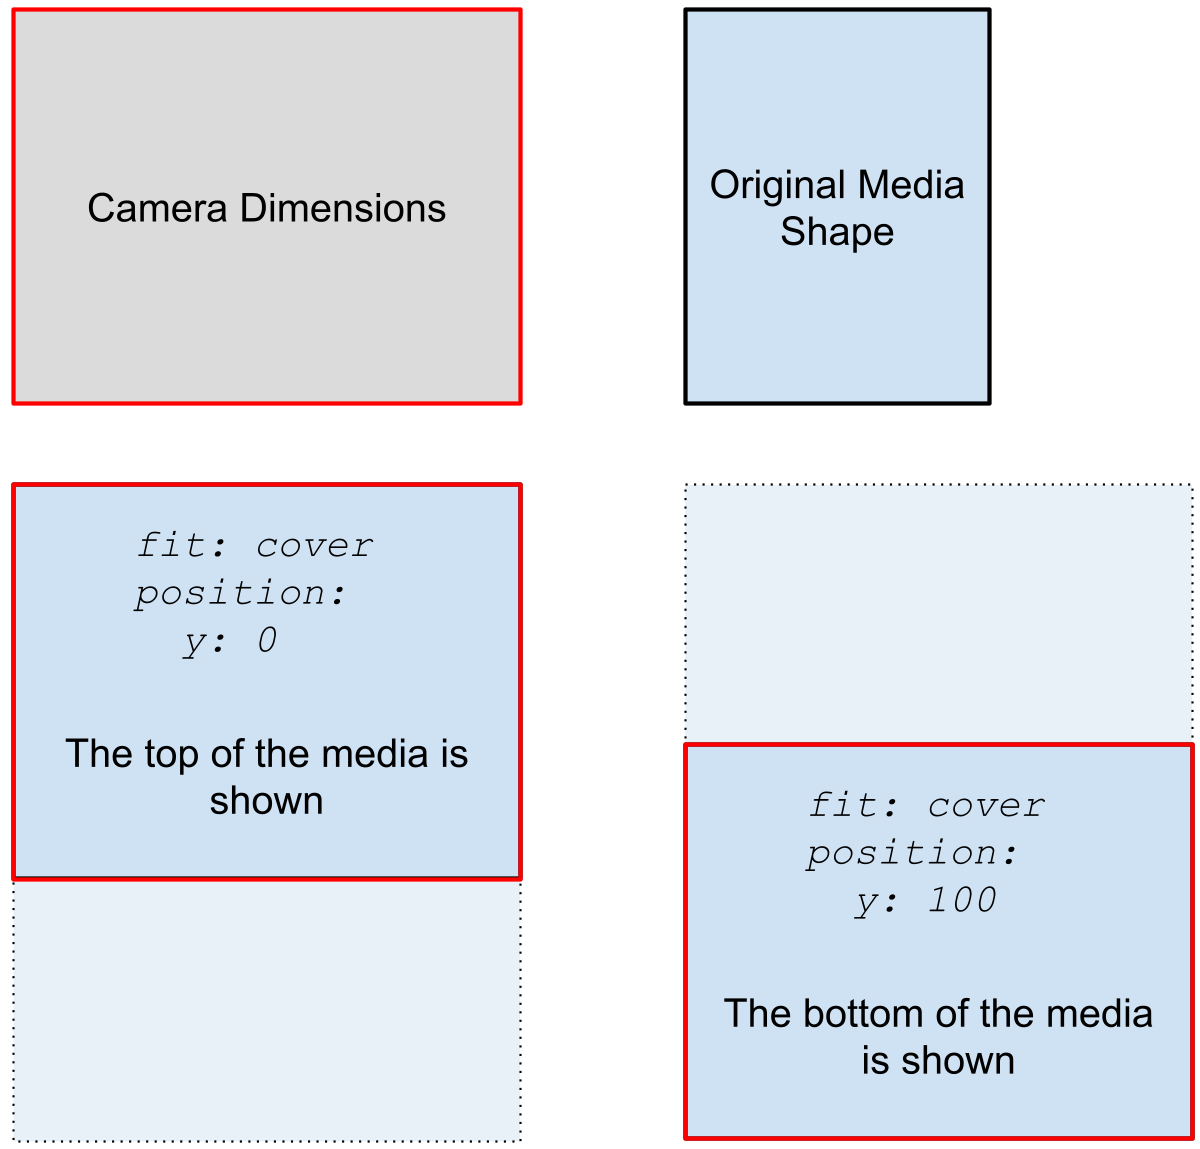 Camera Dimensions
Original Media
Shape
fit: cover
position:
  y: 0
The top of the media is
shown
fit: cover
position:
  y: 100
The bottom of the media
is shown